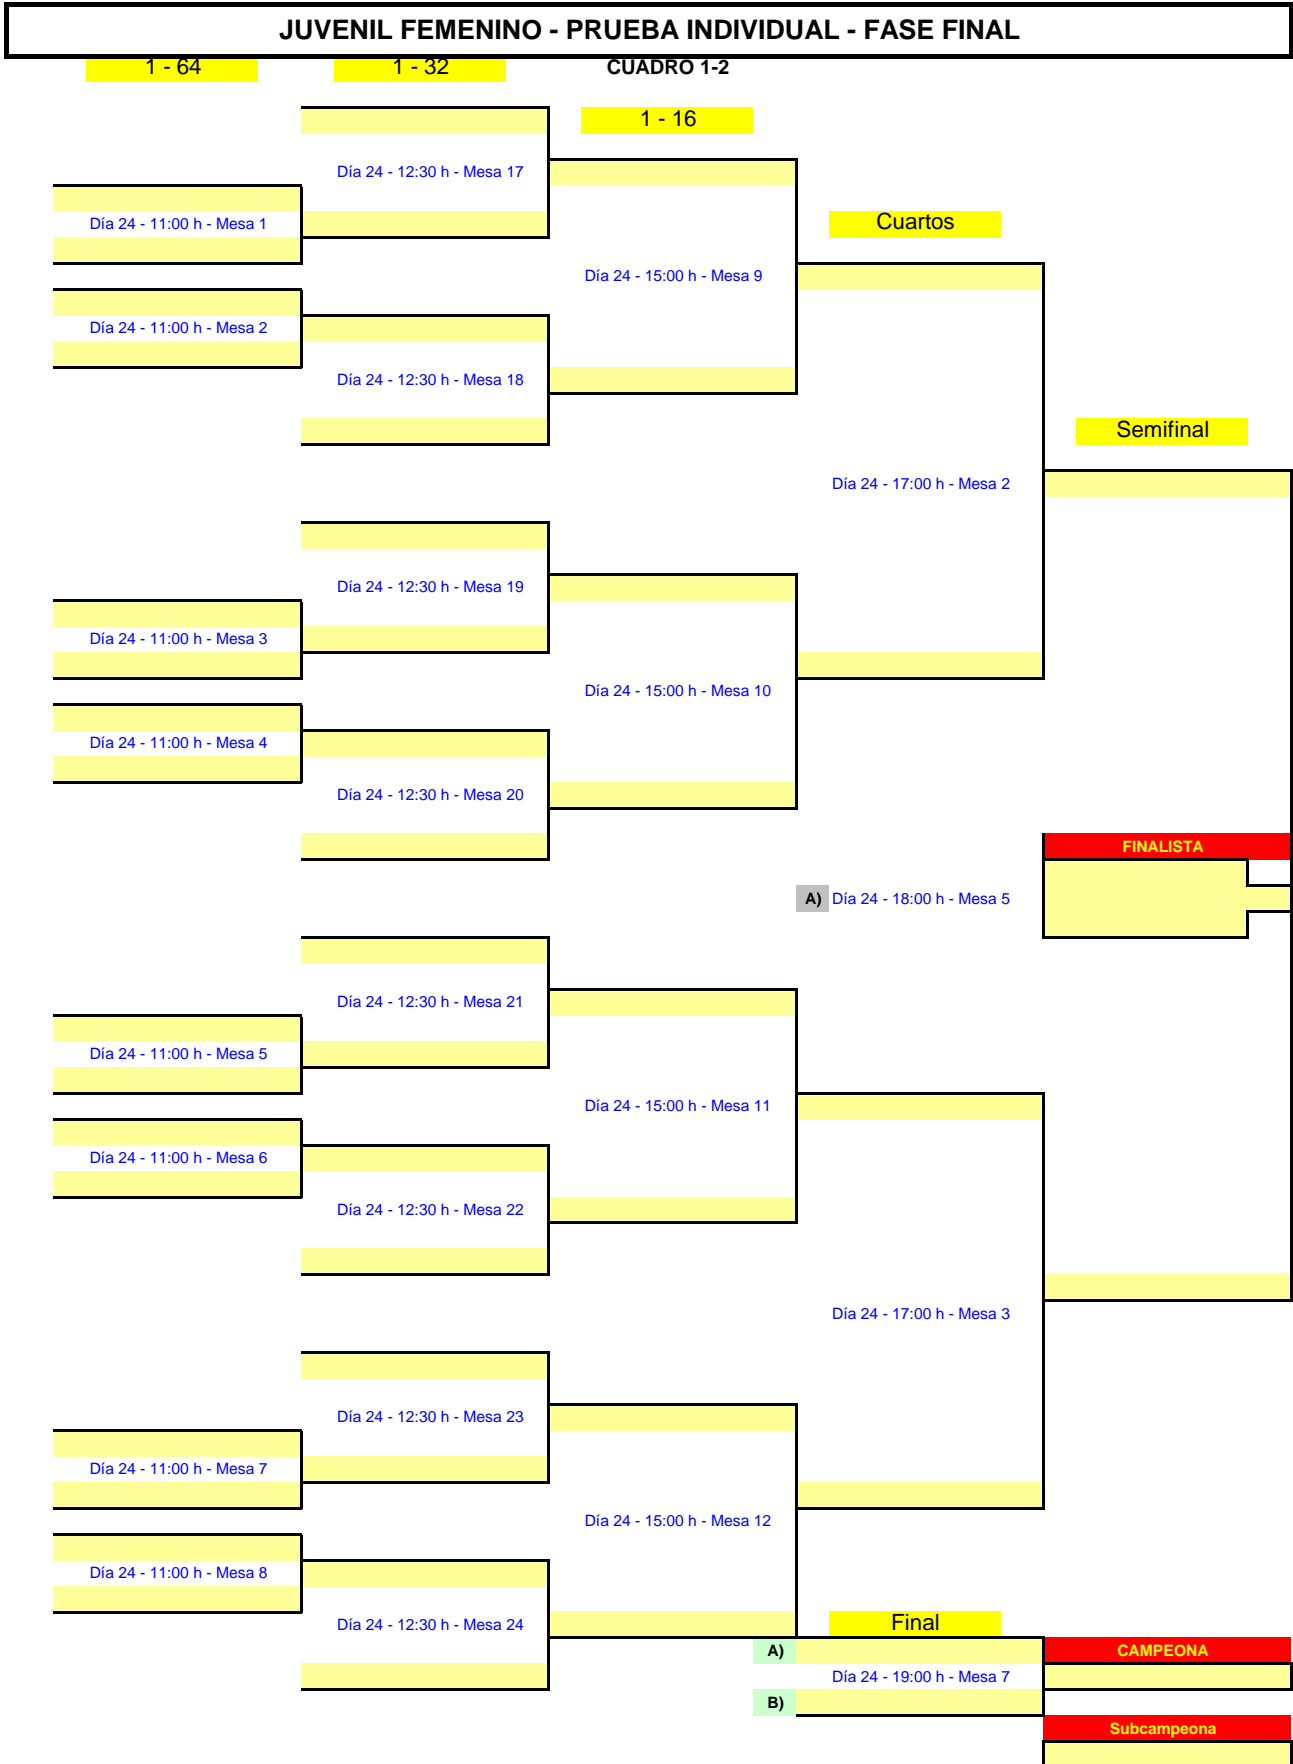 JUVENIL FEMENINO - PRUEBA INDIVIDUAL - FASE FINAL
1 - 64
1 - 32
CUADRO 1-2
1 - 16
Día 24 - 12:30 h - Mesa 17
Día 24 - 11:00 h - Mesa 1
Cuartos
Día 24 - 15:00 h - Mesa 9
Día 24 - 11:00 h - Mesa 2
Día 24 - 12:30 h - Mesa 18
Semifinal
Día 24 - 17:00 h - Mesa 2
Día 24 - 12:30 h - Mesa 19
Día 24 - 11:00 h - Mesa 3
Día 24 - 15:00 h - Mesa 10
Día 24 - 11:00 h - Mesa 4
Día 24 - 12:30 h - Mesa 20
FINALISTA
A) Día 24 - 18:00 h - Mesa 5
Día 24 - 12:30 h - Mesa 21
Día 24 - 11:00 h - Mesa 5
Día 24 - 15:00 h - Mesa 11
Día 24 - 11:00 h - Mesa 6
Día 24 - 12:30 h - Mesa 22
Día 24 - 17:00 h - Mesa 3
Día 24 - 12:30 h - Mesa 23
Día 24 - 11:00 h - Mesa 7
Día 24 - 15:00 h - Mesa 12
Día 24 - 11:00 h - Mesa 8
Día 24 - 12:30 h - Mesa 24
Final
A)
CAMPEONA
Día 24 - 19:00 h - Mesa 7
B)
Subcampeona